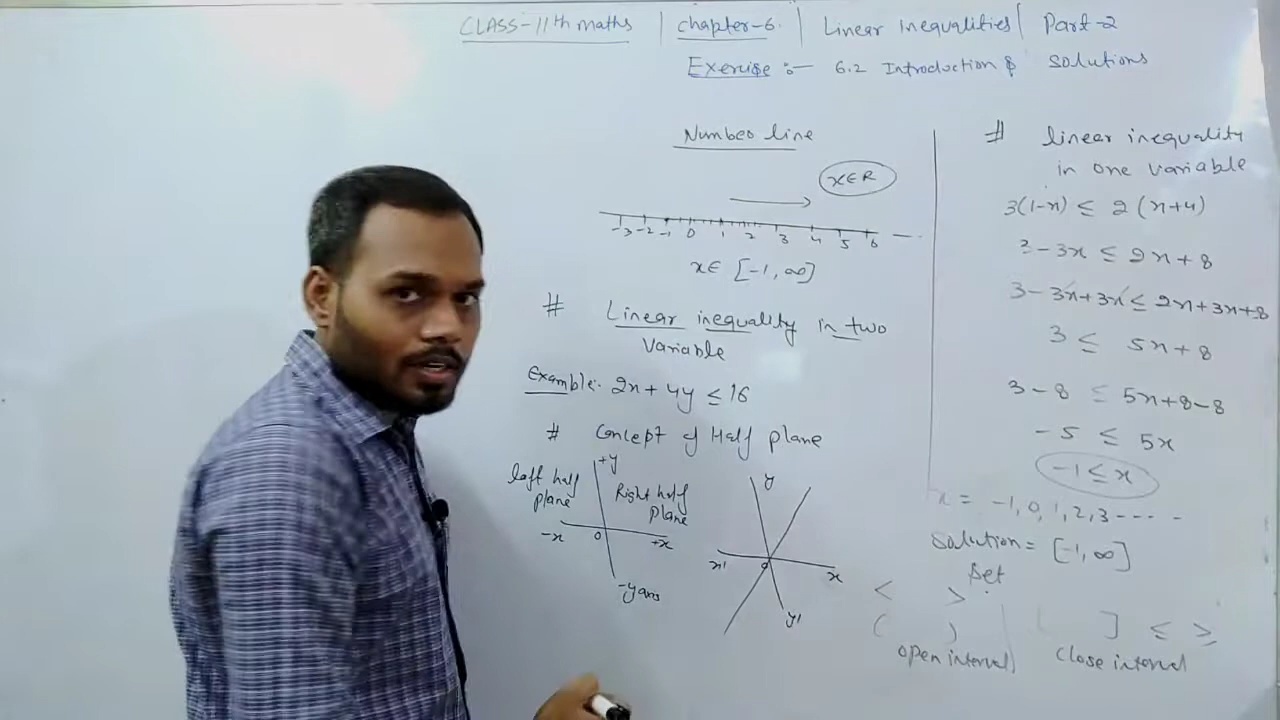 CLASS-11th maths | chapter-6. | Linear Inequalities | Part-2
Exercise :- 6.2 Introduction & solutions
Number line
x∈R
-3 -2 -1 0 1 2 3 4 5 6 ---
x∈ [-1, ∞]
# Linear inequality in two
Variable
Example:- 2x + 4y ≤ 16
# Concept of Half plane
left half
plane
+y
Right half
plane
-x 0 +x
-y axis
y
x' 0 x
y'
# linear inequality
in one variable
3(1-x) ≤ 2(x+4)
3-3x ≤ 2x+8
3-3x+3x ≤ 2x+3x+8
3 ≤ 5x+8
3-8 ≤ 5x+8-8
-5 ≤ 5x
-1 ≤ x
x = -1, 0, 1, 2, 3 -----
Solution = [-1, ∞]
Set
< >
( )
open interval
[ ] ≤ ≥
close interval